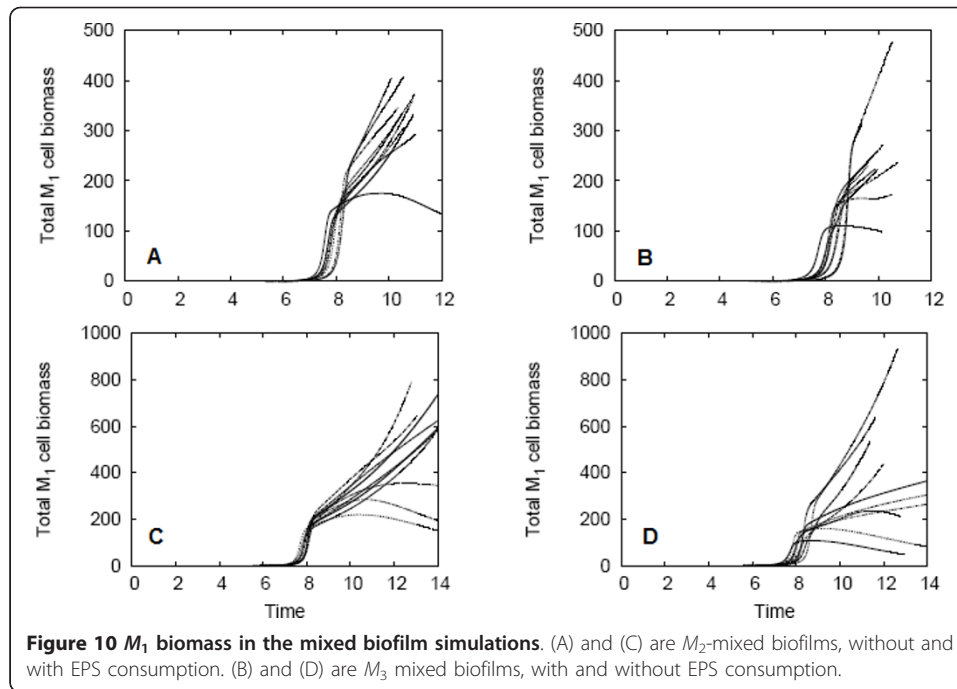 500
400
300
200
100
0
Total M1 cell biomass
A
0 2 4 6 8 10 12
500
400
300
200
100
0
Total M1 cell biomass
B
0 2 4 6 8 10 12
1000
800
600
400
200
0
Total M1 cell biomass
C
0 2 4 6 8 10 12 14
Time
1000
800
600
400
200
0
Total M1 cell biomass
D
0 2 4 6 8 10 12 14
Time
Figure 10 M1 biomass in the mixed biofilm simulations. (A) and (C) are M2-mixed biofilms, without and
with EPS consumption. (B) and (D) are M3 mixed biofilms, with and without EPS consumption.